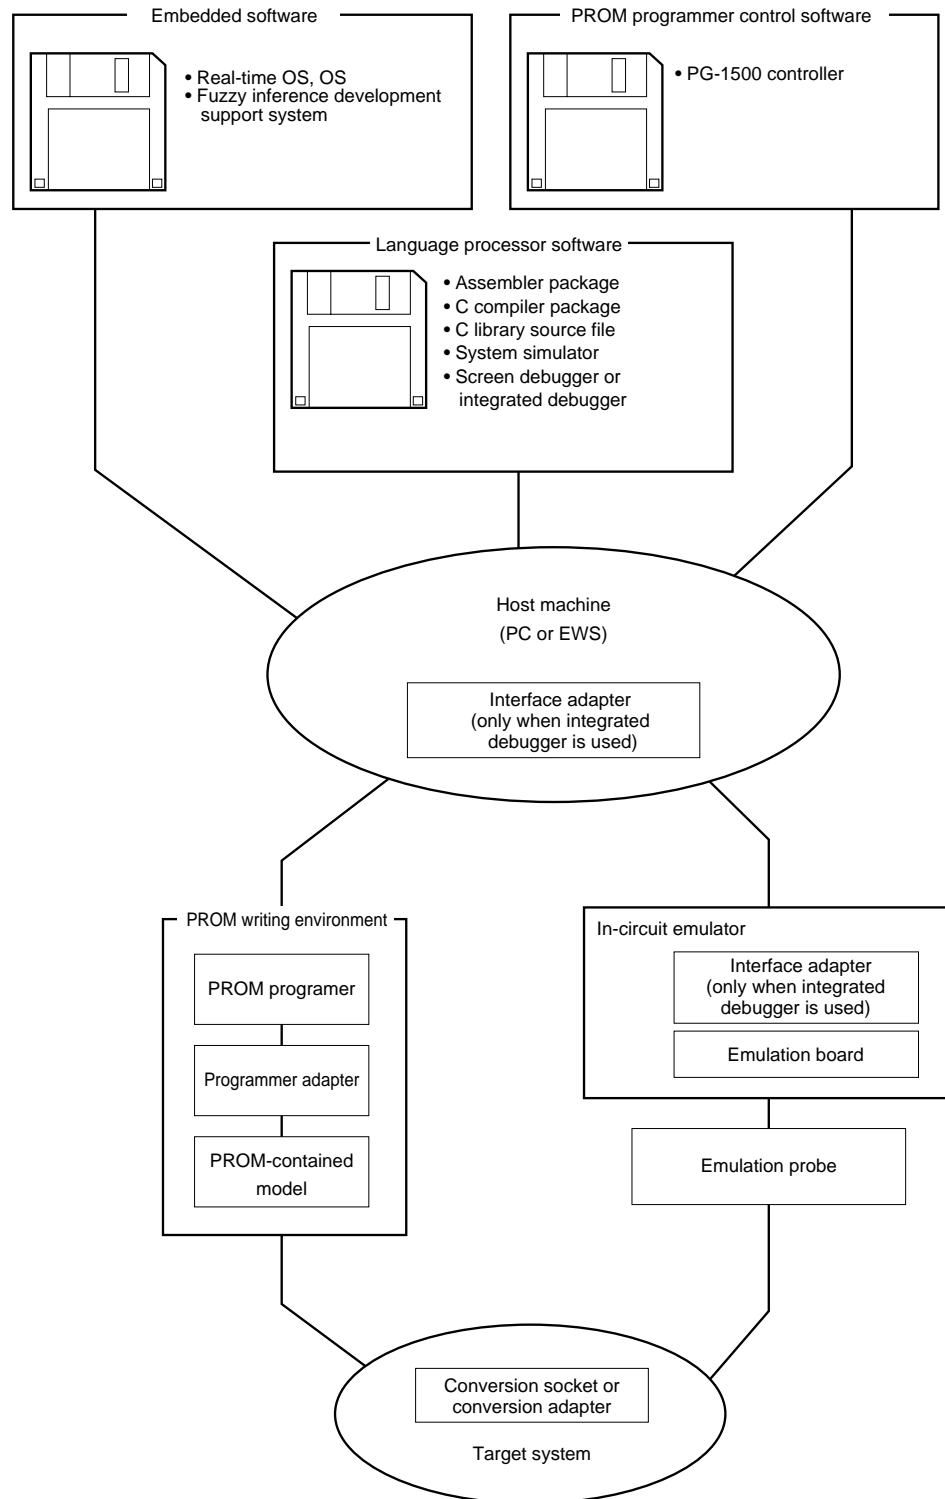 Embedded software
• Real-time OS, OS
• Fuzzy inference development
support system
PROM programmer control software
• PG-1500 controller
Language processor software
• Assembler package
• C compiler package
• C library source file
• System simulator
• Screen debugger or
integrated debugger
Host machine
(PC or EWS)
Interface adapter
(only when integrated
debugger is used)
PROM writing environment
PROM programer
Programmer adapter
PROM-contained
model
In-circuit emulator
Interface adapter
(only when integrated
debugger is used)
Emulation board
Emulation probe
Conversion socket or
conversion adapter
Target system